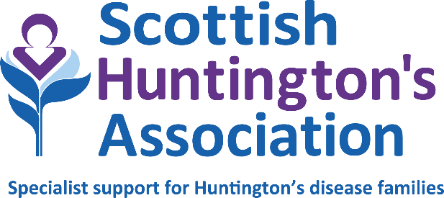 Scottish
Huntington's
Association
Specialist support for Huntington’s disease families